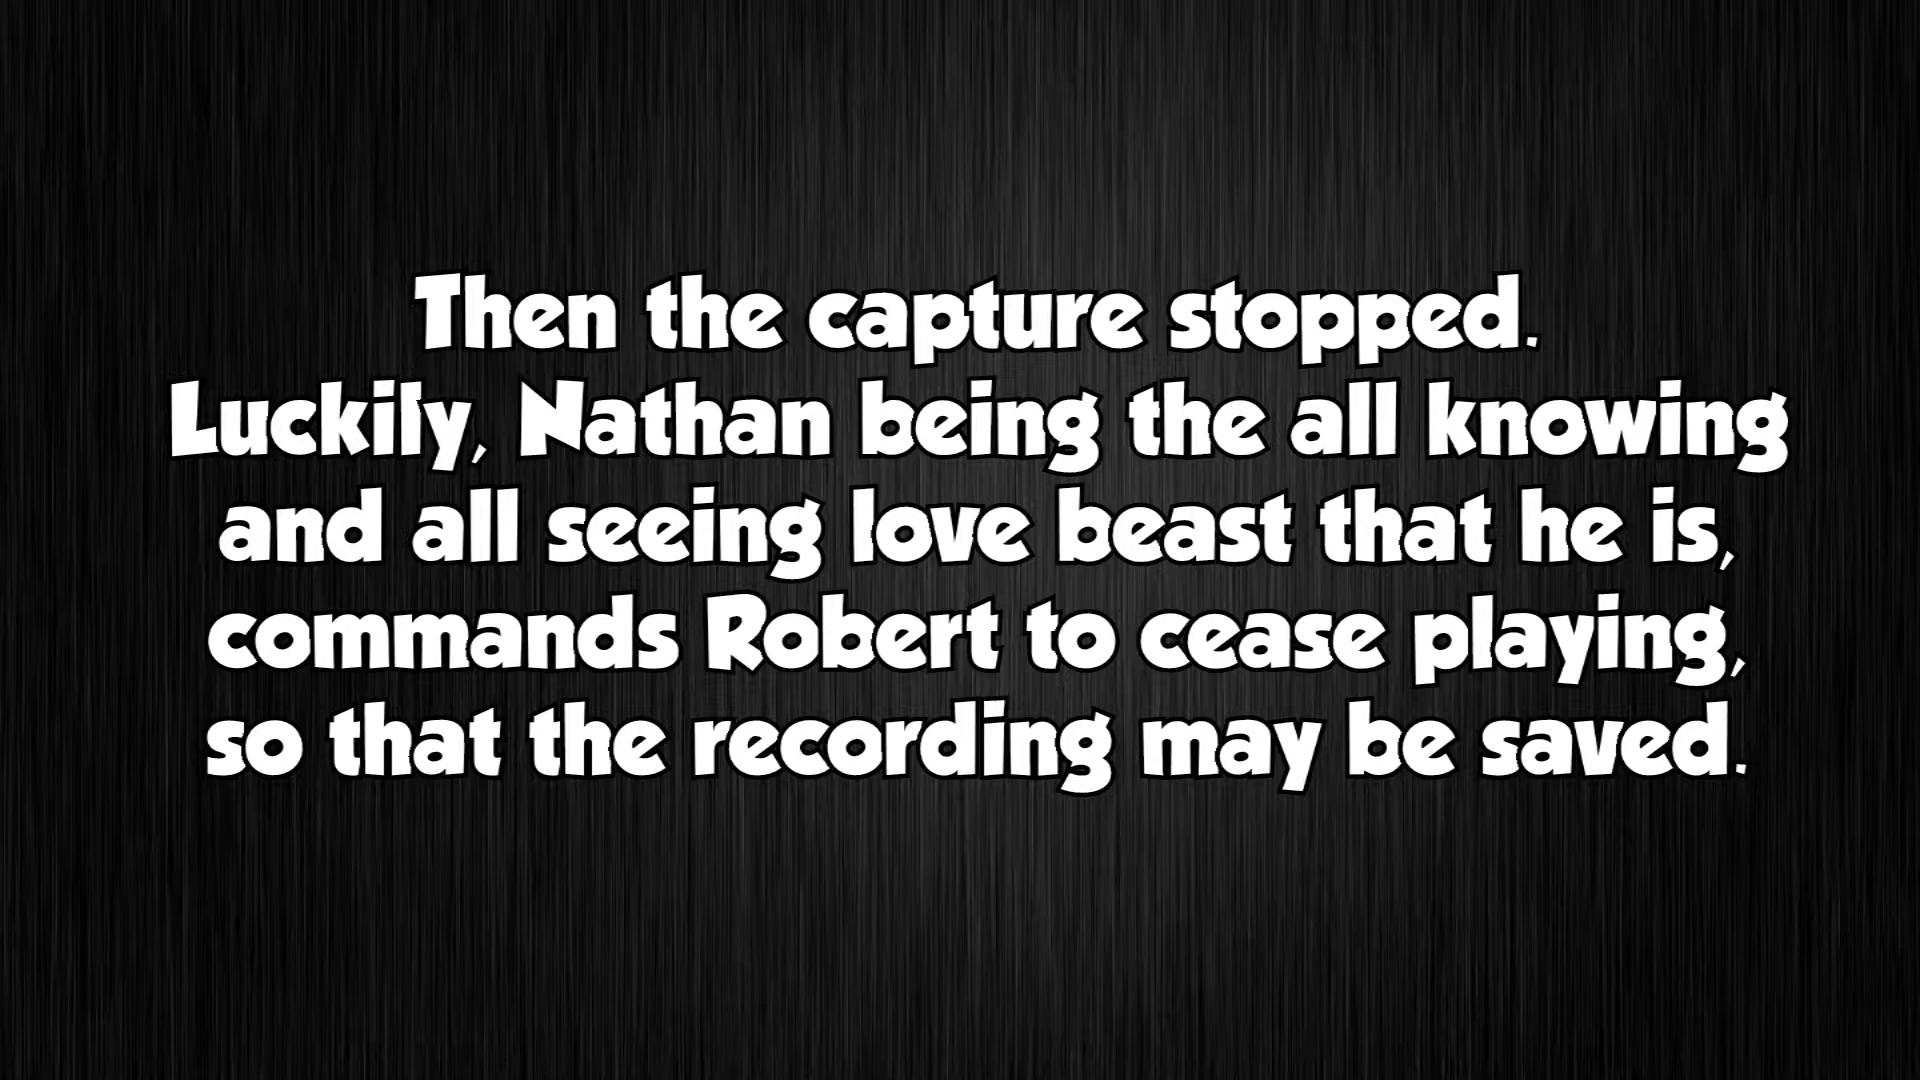 Then the capture stopped.
Luckily, Nathan being the all knowing
and all seeing love beast that he is,
commands Robert to cease playing,
so that the recording may be saved.